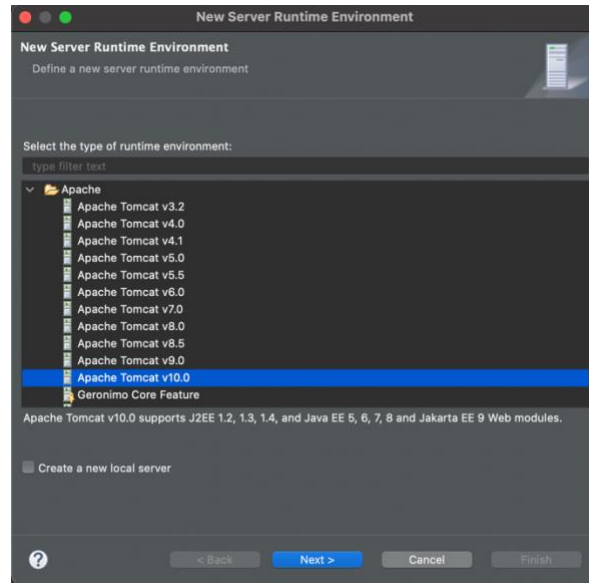 New Server Runtime Environment
New Server Runtime Environment
Define a new server runtime environment
Select the type of runtime environment:
type filter text
Apache
Apache Tomcat v3.2
Apache Tomcat v4.0
Apache Tomcat v4.1
Apache Tomcat v5.0
Apache Tomcat v5.5
Apache Tomcat v6.0
Apache Tomcat v7.0
Apache Tomcat v8.0
Apache Tomcat v8.5
Apache Tomcat v9.0
Apache Tomcat v10.0
Geronimo Core Feature
Apache Tomcat v10.0 supports J2EE 1.2, 1.3, 1.4, and Java EE 5, 6, 7, 8 and Jakarta EE 9 Web modules.
Create a new local server
? < Back Next > Cancel Finish